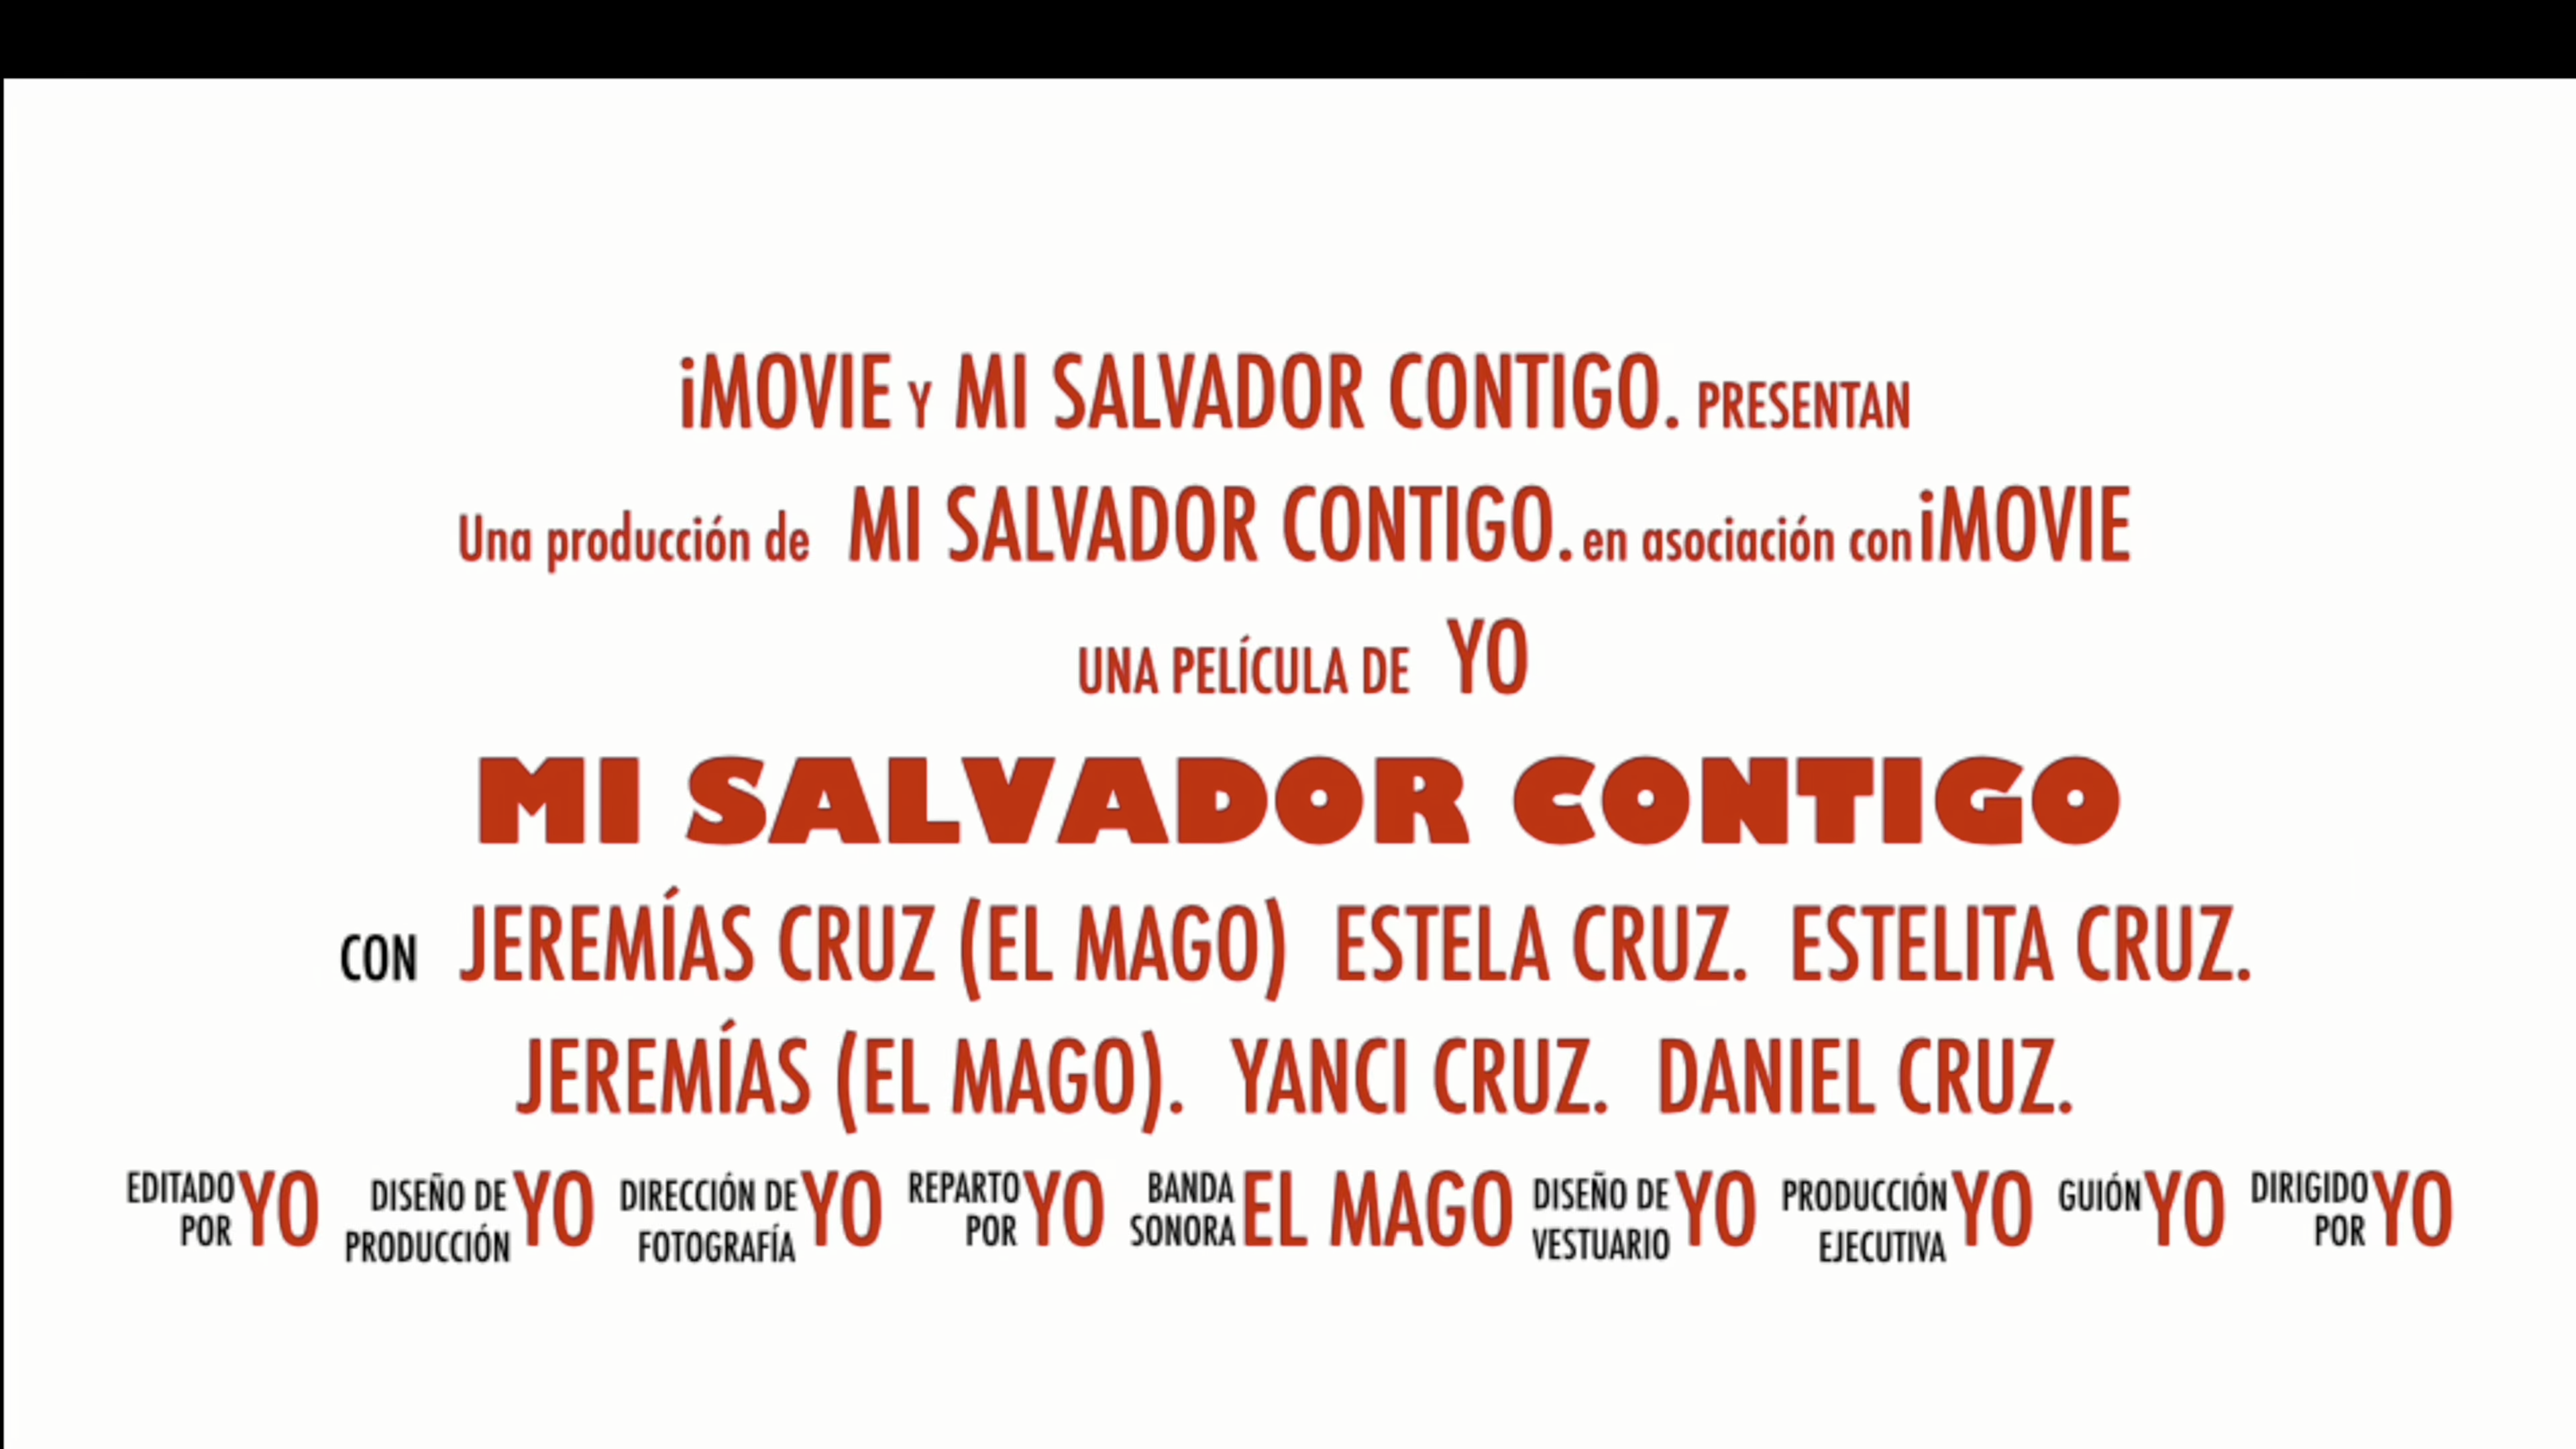 iMOVIE Y MI SALVADOR CONTIGO. PRESENTAN
Una producción de MI SALVADOR CONTIGO. en asociación con iMOVIE
UNA PELÍCULA DE YO
MI SALVADOR CONTIGO
CON JEREMÍAS CRUZ (EL MAGO) ESTELA CRUZ. ESTELITA CRUZ.
JEREMÍAS (EL MAGO). YANCI CRUZ. DANIEL CRUZ.
EDITADO POR YO DISEÑO DE PRODUCCIÓN YO DIRECCIÓN DE FOTOGRAFÍA YO REPARTO POR YO BANDA SONORA EL MAGO DISEÑO DE VESTUARIO YO PRODUCCIÓN EJECUTIVA YO GUIÓN YO DIRIGIDO POR YO